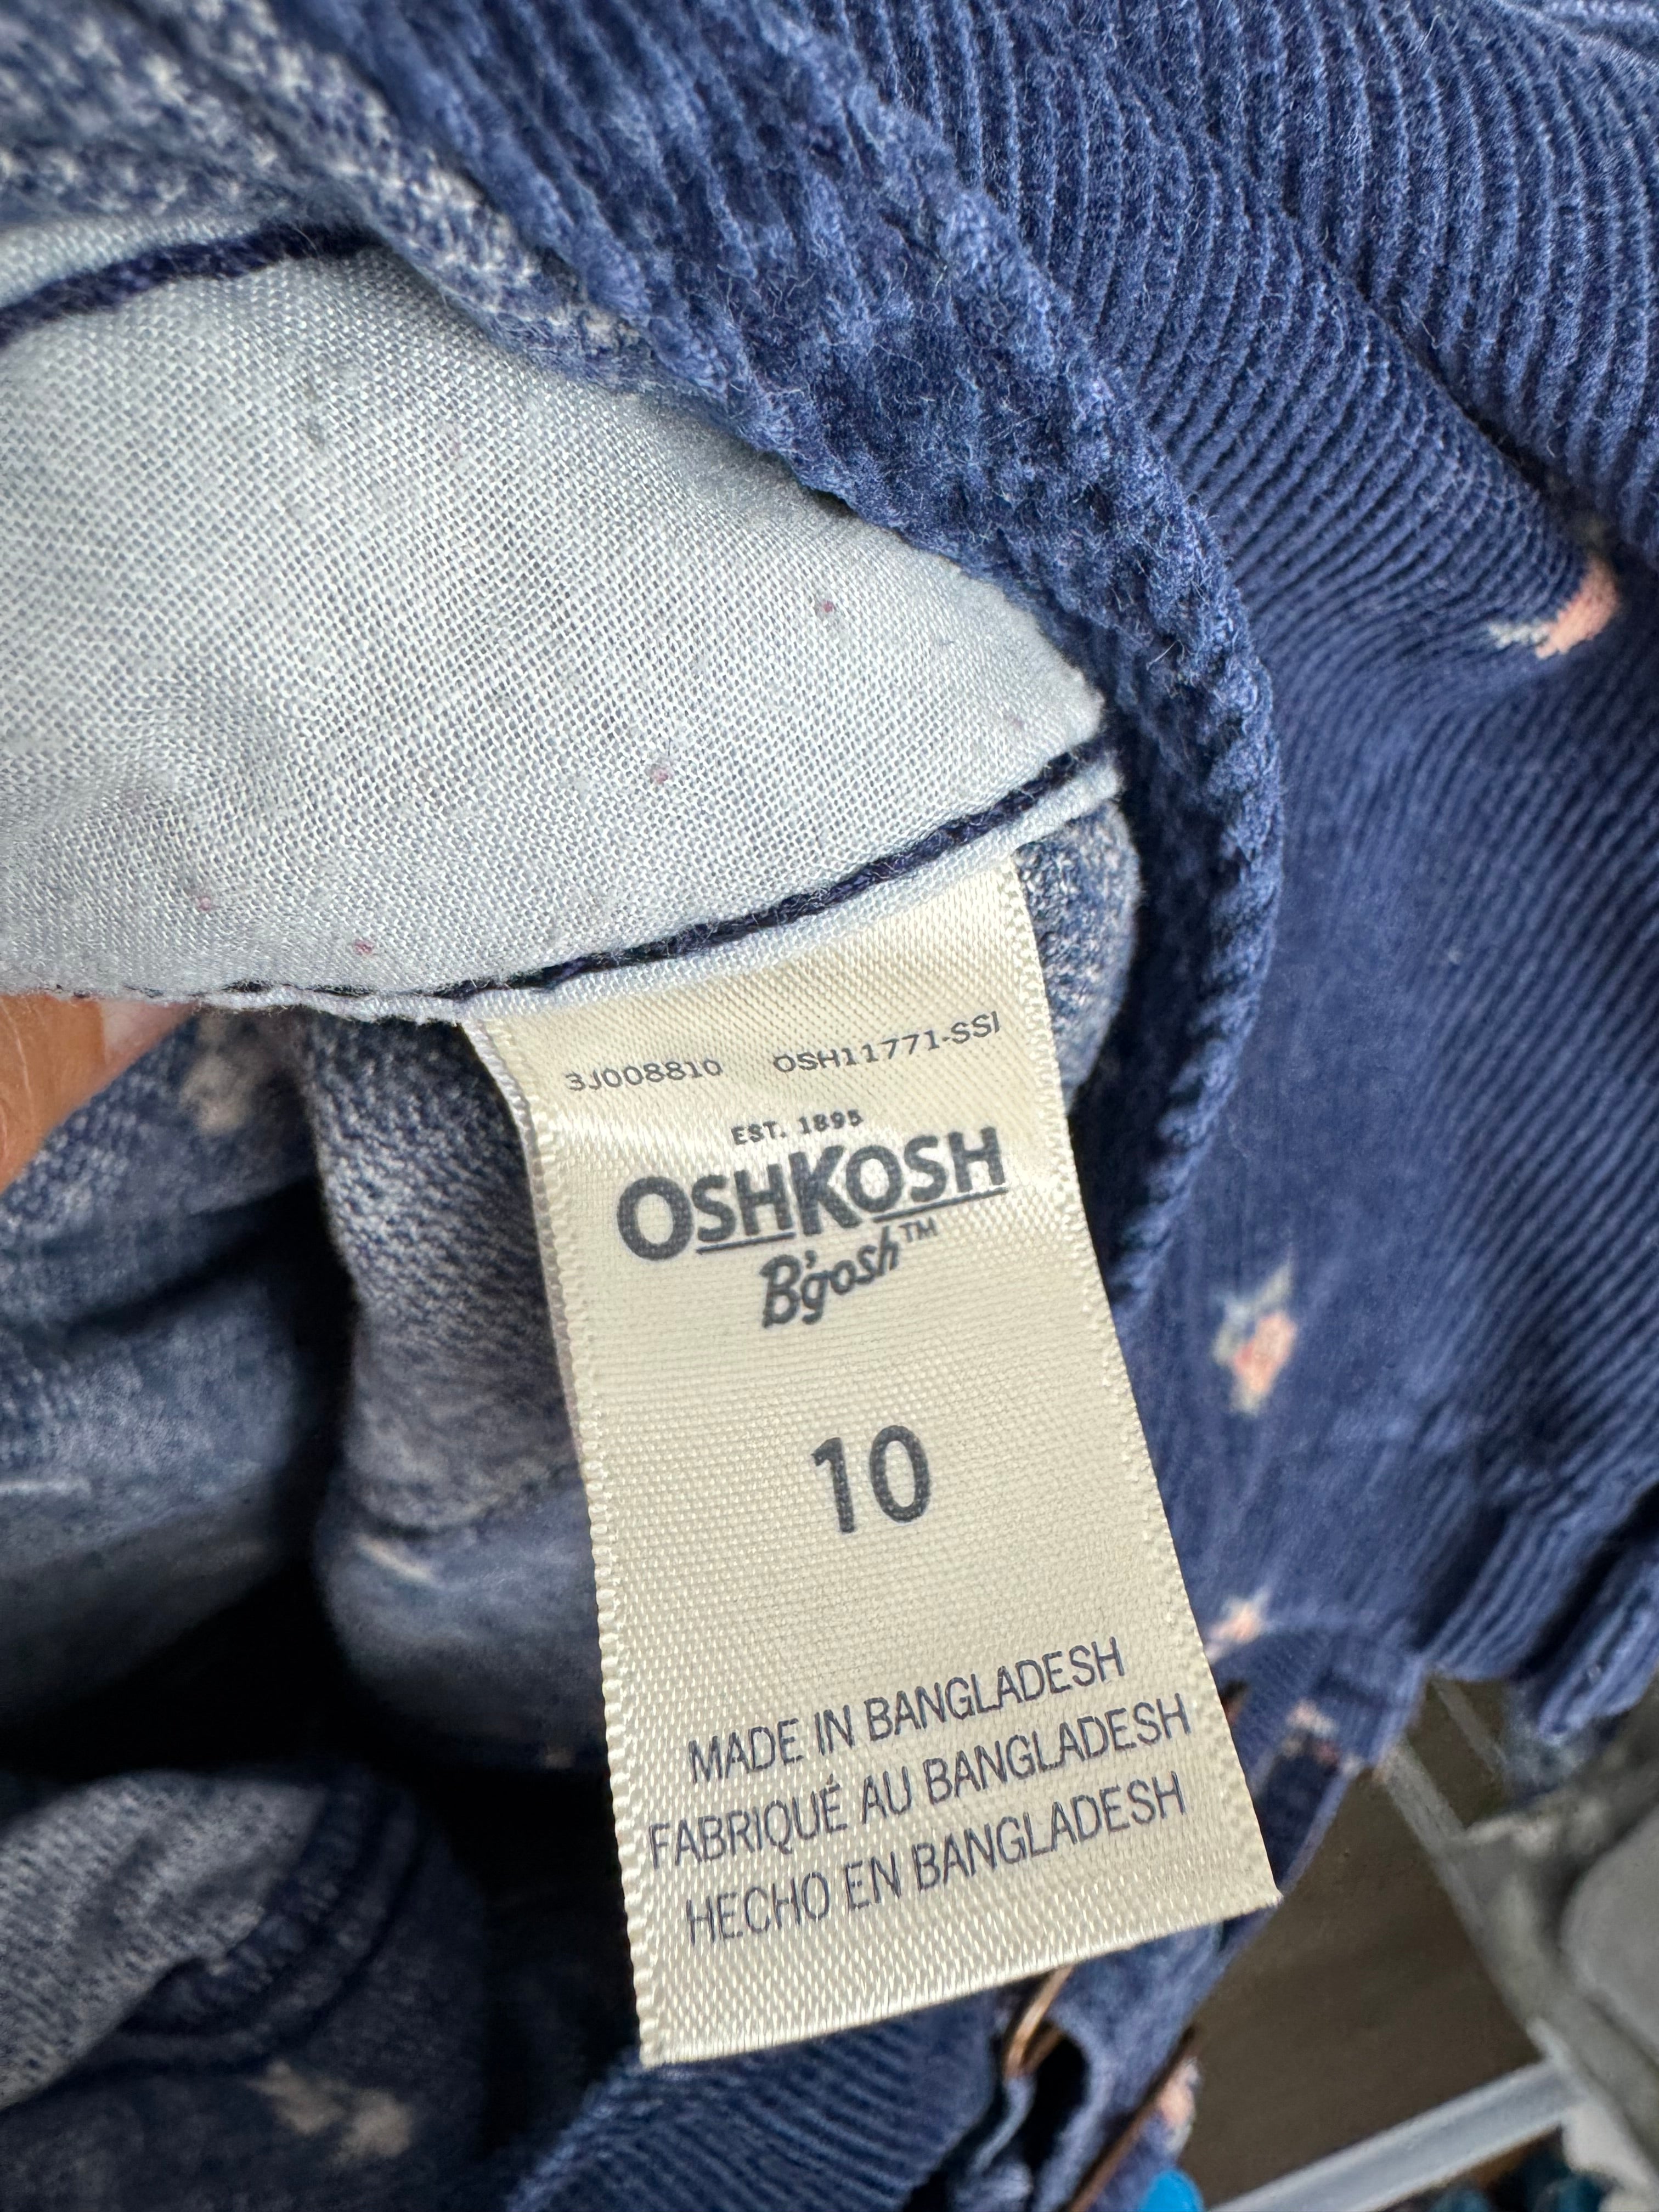 3J008810 OSH11771-SSI
EST. 1895
OSHKOSH
B'gosh™
10
MADE IN BANGLADESH
FABRIQUÉ AU BANGLADESH
HECHO EN BANGLADESH